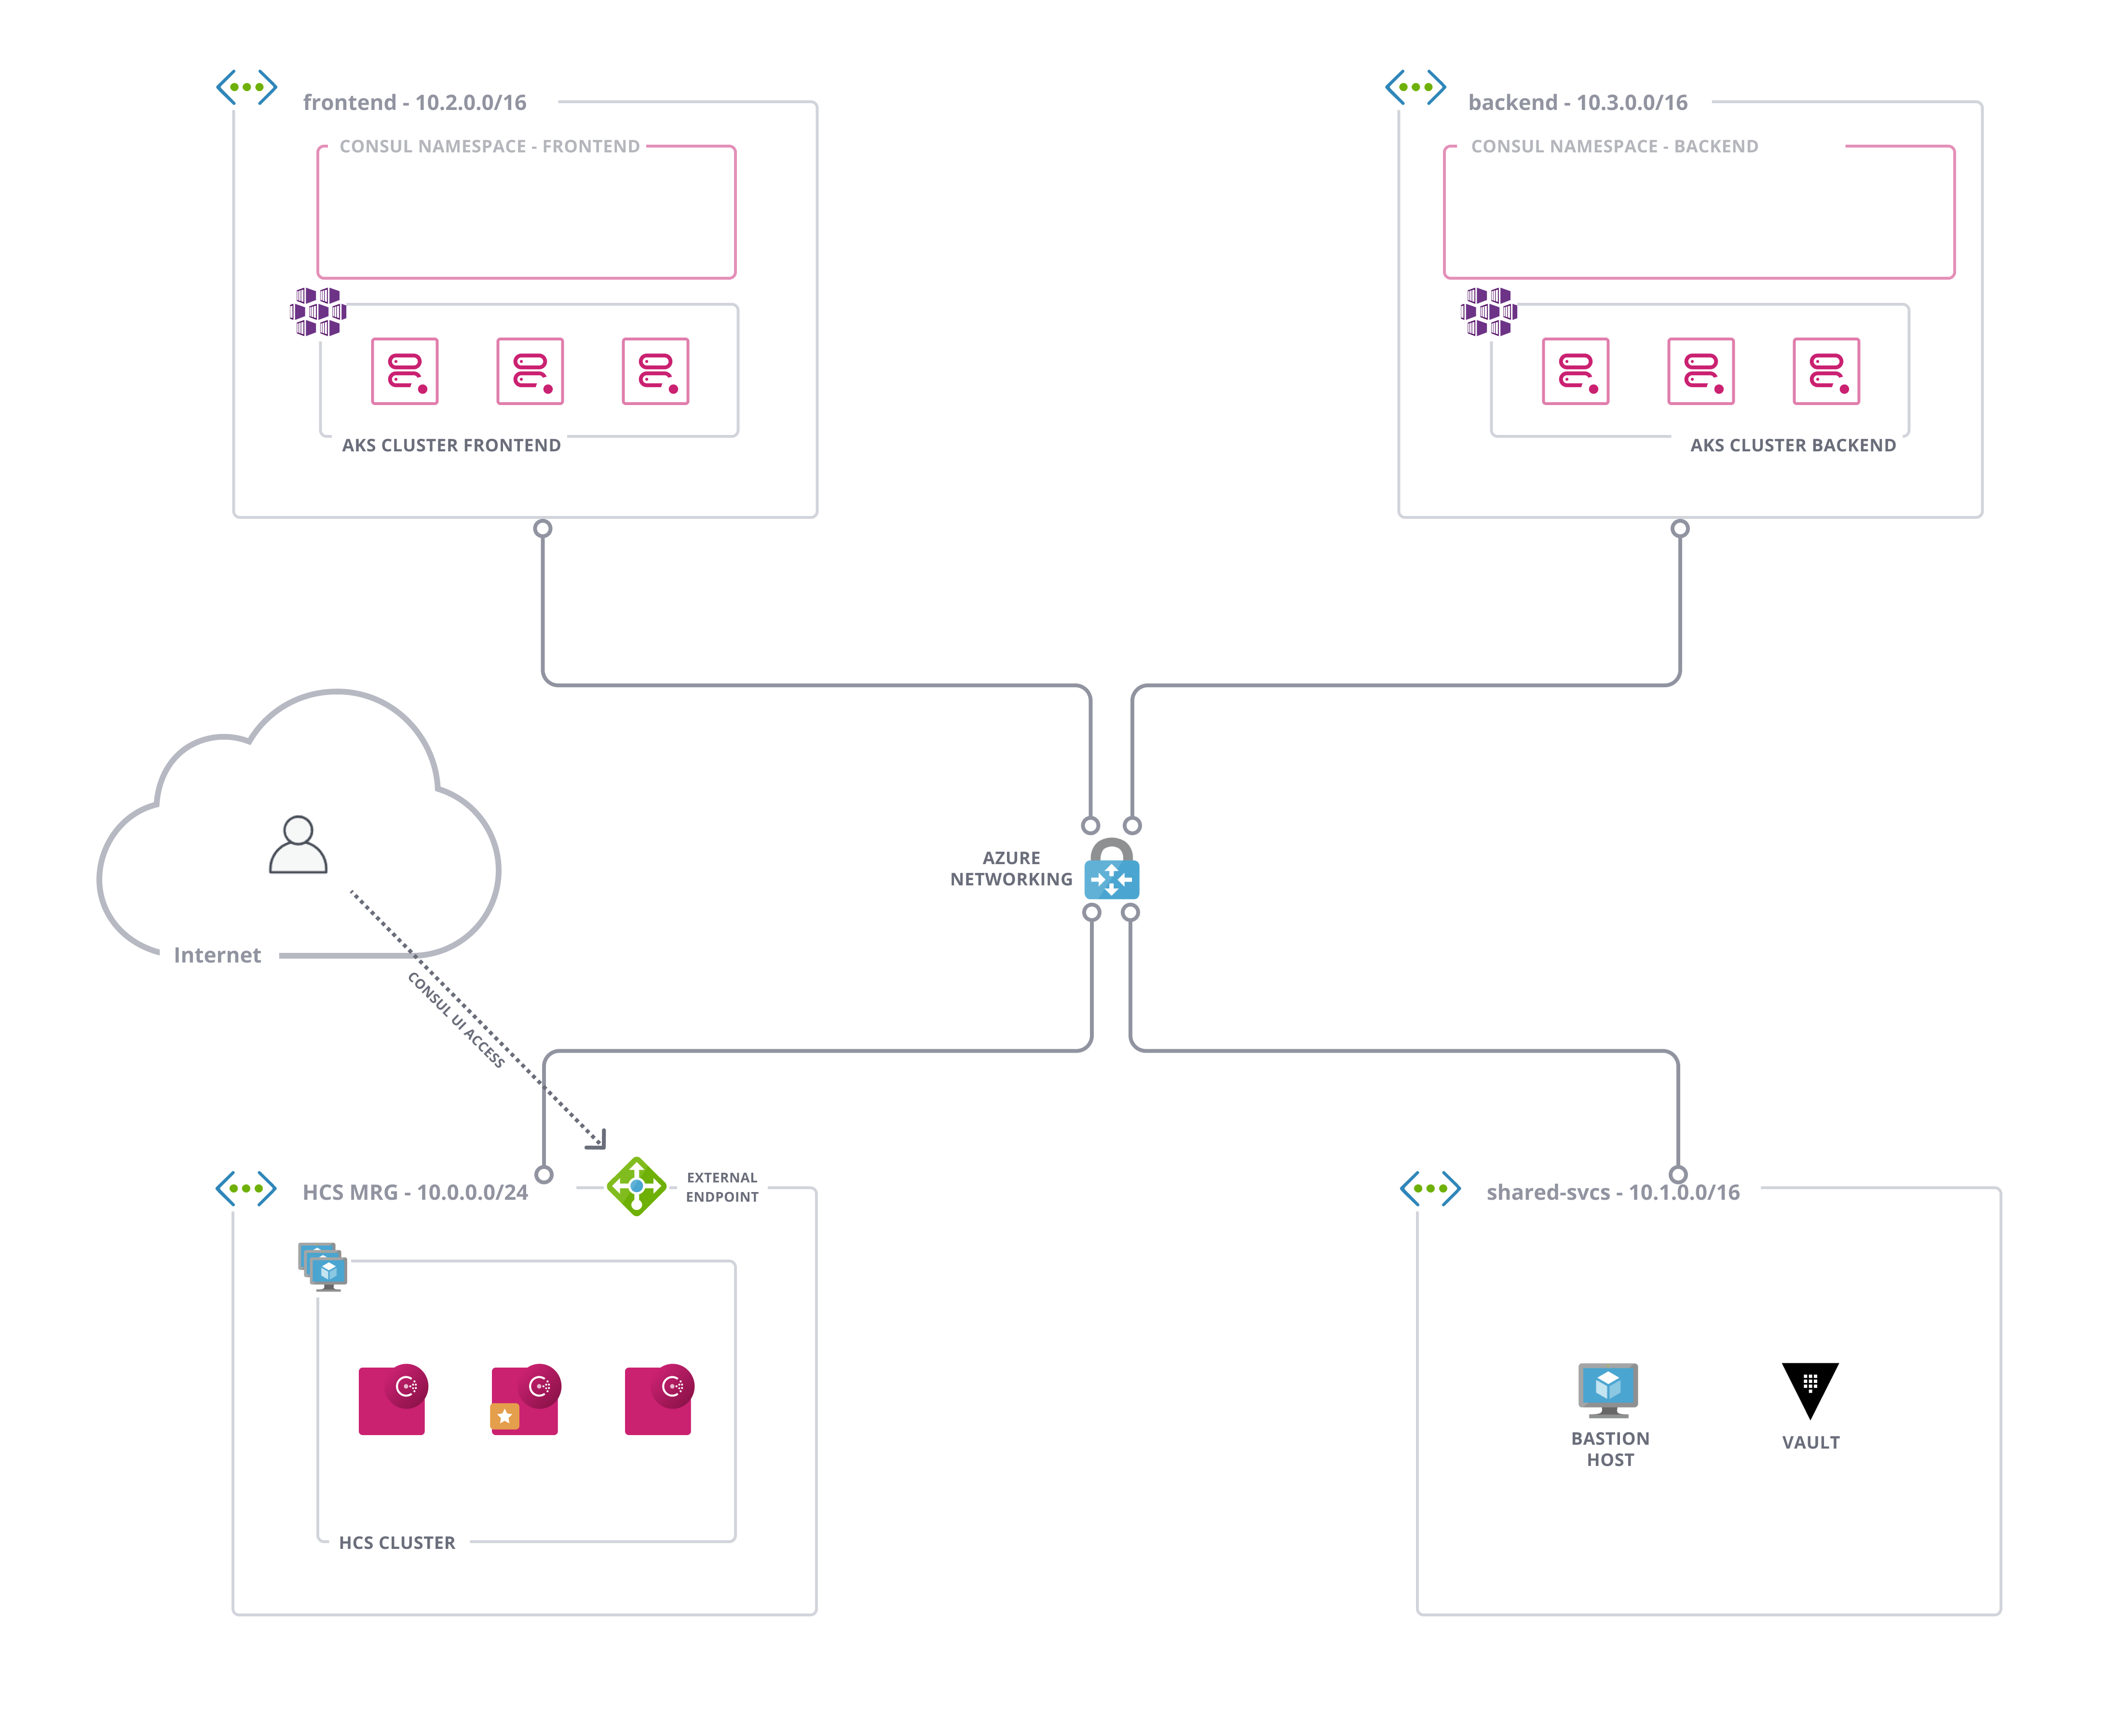 frontend - 10.2.0.0/16
CONSUL NAMESPACE - FRONTEND
AKS CLUSTER FRONTEND
backend - 10.3.0.0/16
CONSUL NAMESPACE - BACKEND
AKS CLUSTER BACKEND
AZURE
NETWORKING
Internet
CONSUL UI ACCESS
HCS MRG - 10.0.0.0/24
EXTERNAL
ENDPOINT
HCS CLUSTER
shared-svcs - 10.1.0.0/16
BASTION
HOST
VAULT